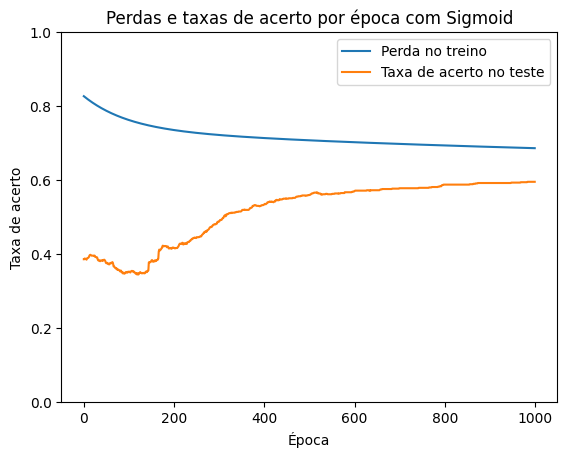 Perdas e taxas de acerto por época com Sigmoid
1.0
0.8
0.6
0.4
0.2
0.0
Taxa de acerto
Perda no treino
Taxa de acerto no teste
0
200
400
600
800
1000
Época